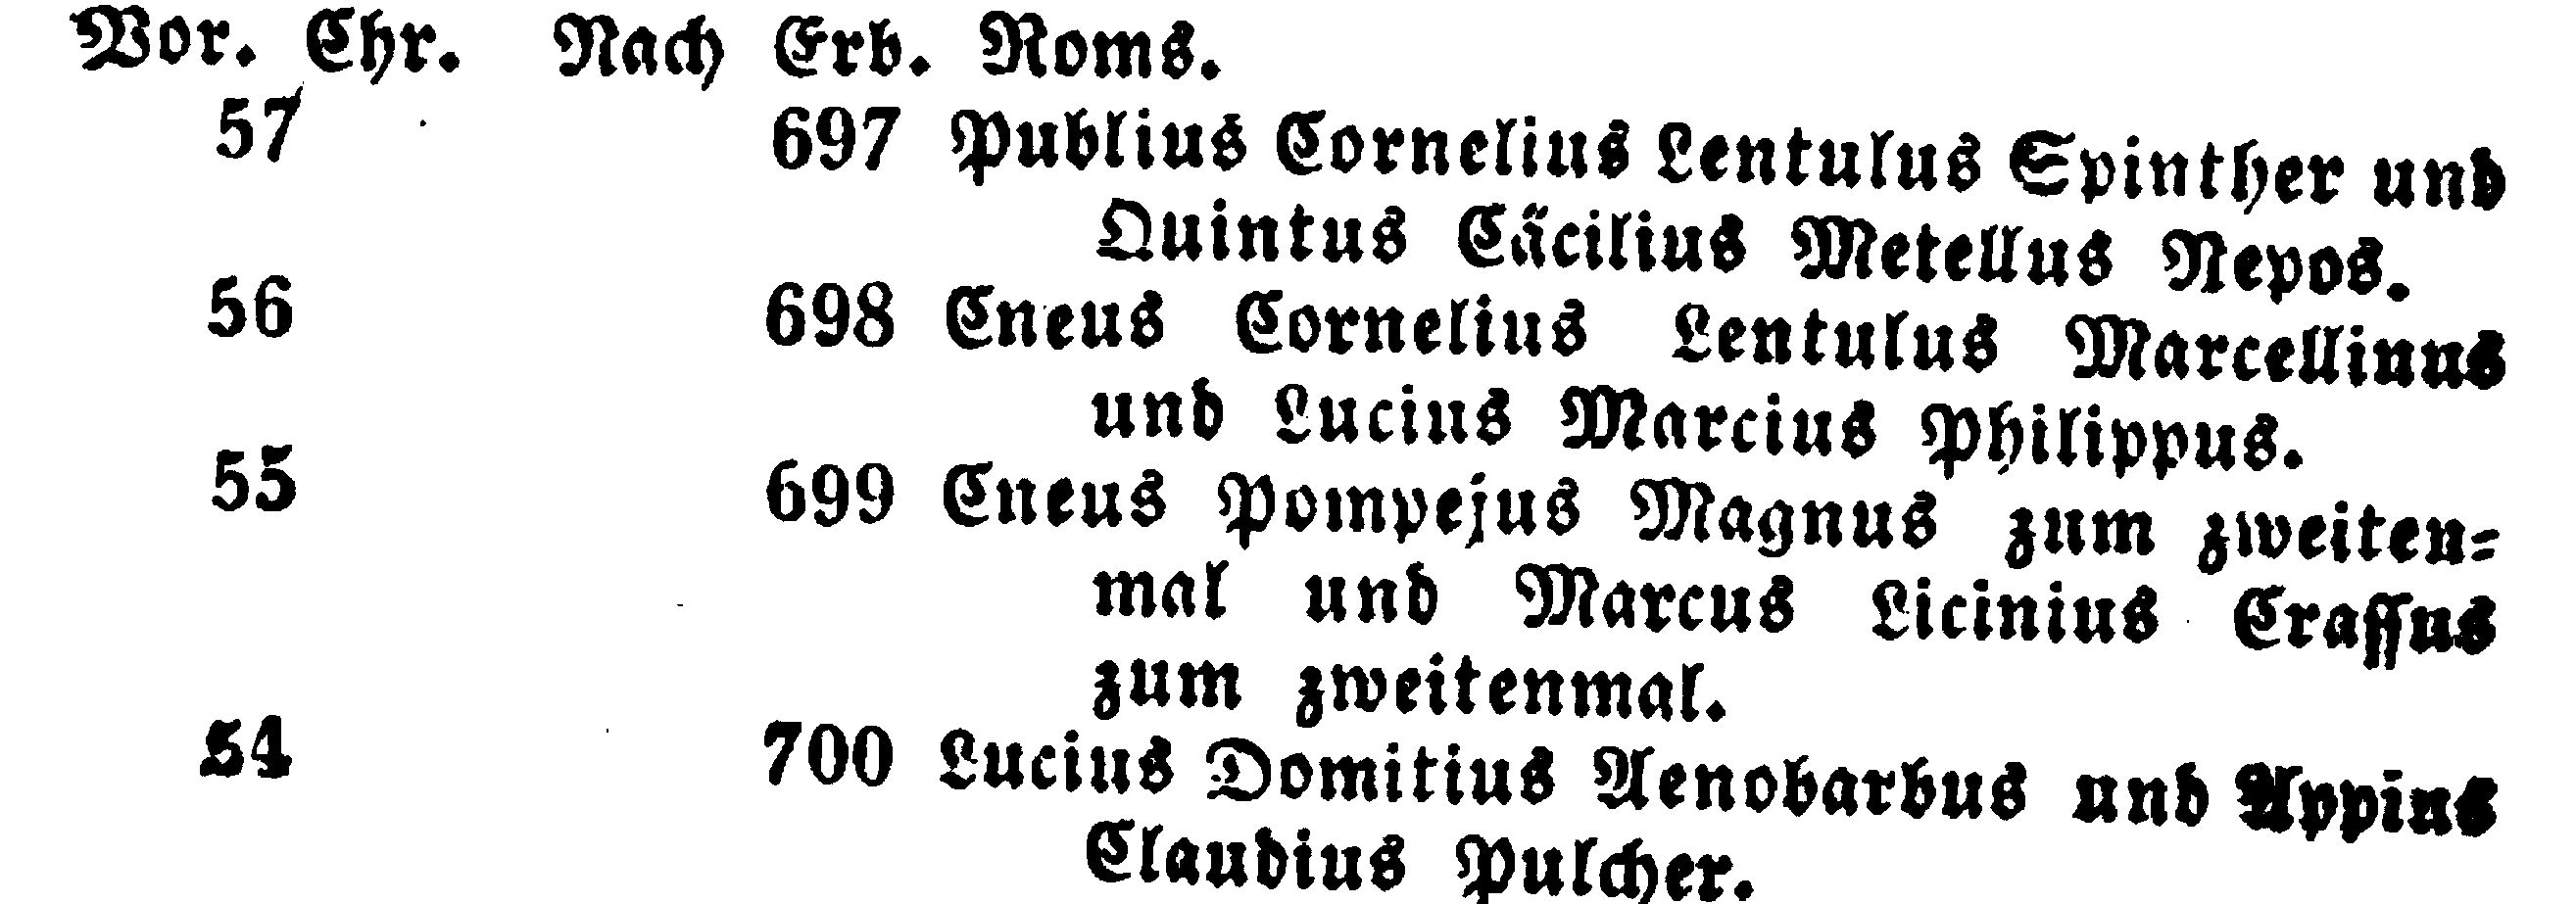 Vor. Chr. Nach Erb. Roms.
57 697 Publius Cornelius Lentulus Spinther und
Quintus Cäcilius Metellus Nepos.
56 698 Cneus Cornelius Lentulus Marcellinus
und Lucius Marcius Philippus.
55 699 Cneus Pompejus Magnus zum zweiten=
mal und Marcus Licinius Crassus
zum zweitenmal.
54 700 Lucius Domitius Aenobarbus und Appius
Claudius Pulcher.